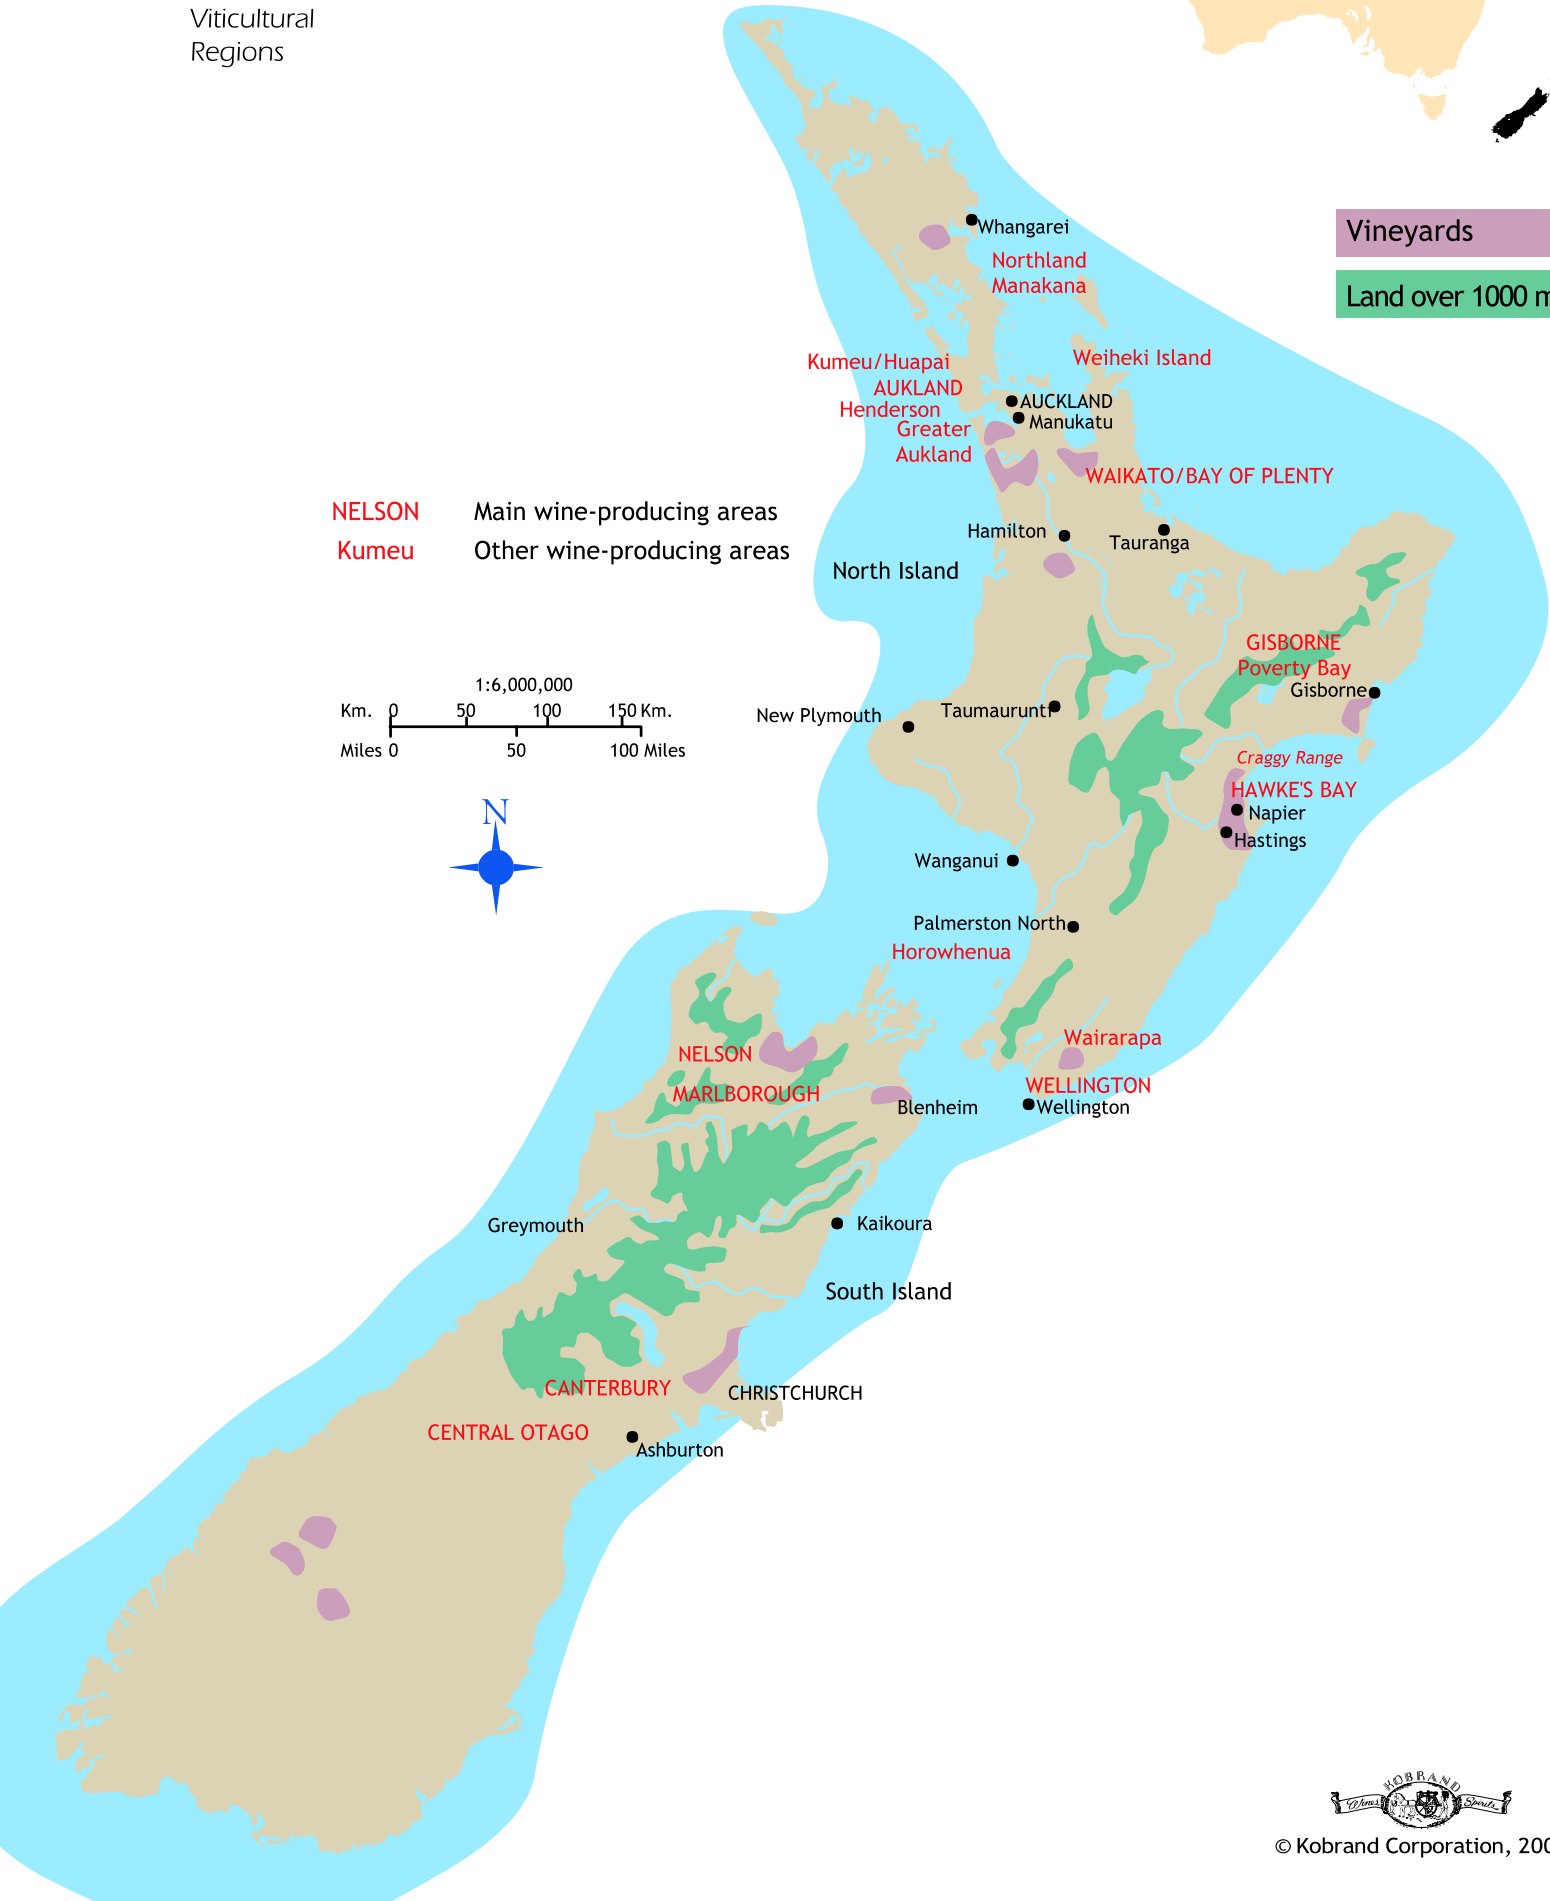 Viticultural
Regions
Vineyards
Land over 1000 m
Whangarei
Northland
Manakana
Kumeu/Huapai
AUKLAND
Henderson
Greater
Aukland
Weiheki Island
AUCKLAND
Manukatu
WAIKATO/BAY OF PLENTY
NELSON Main wine-producing areas
Kumeu Other wine-producing areas
Hamilton
Tauranga
North Island
GISBORNE
Poverty Bay
Gisborne
1:6,000,000
Km. 0 50 100 150 Km.
Miles 0 50 100 Miles
New Plymouth
Taumaurunti
Craggy Range
HAWKE'S BAY
Napier
Hastings
N
Wanganui
Palmerston North
Horowhenua
Wairarapa
NELSON
WELLINGTON
MARLBOROUGH
Blenheim
Wellington
Greymouth
Kaikoura
South Island
CANTERBURY
CHRISTCHURCH
CENTRAL OTAGO
Ashburton
KOBRAND
Wines Spirits
© Kobrand Corporation, 200